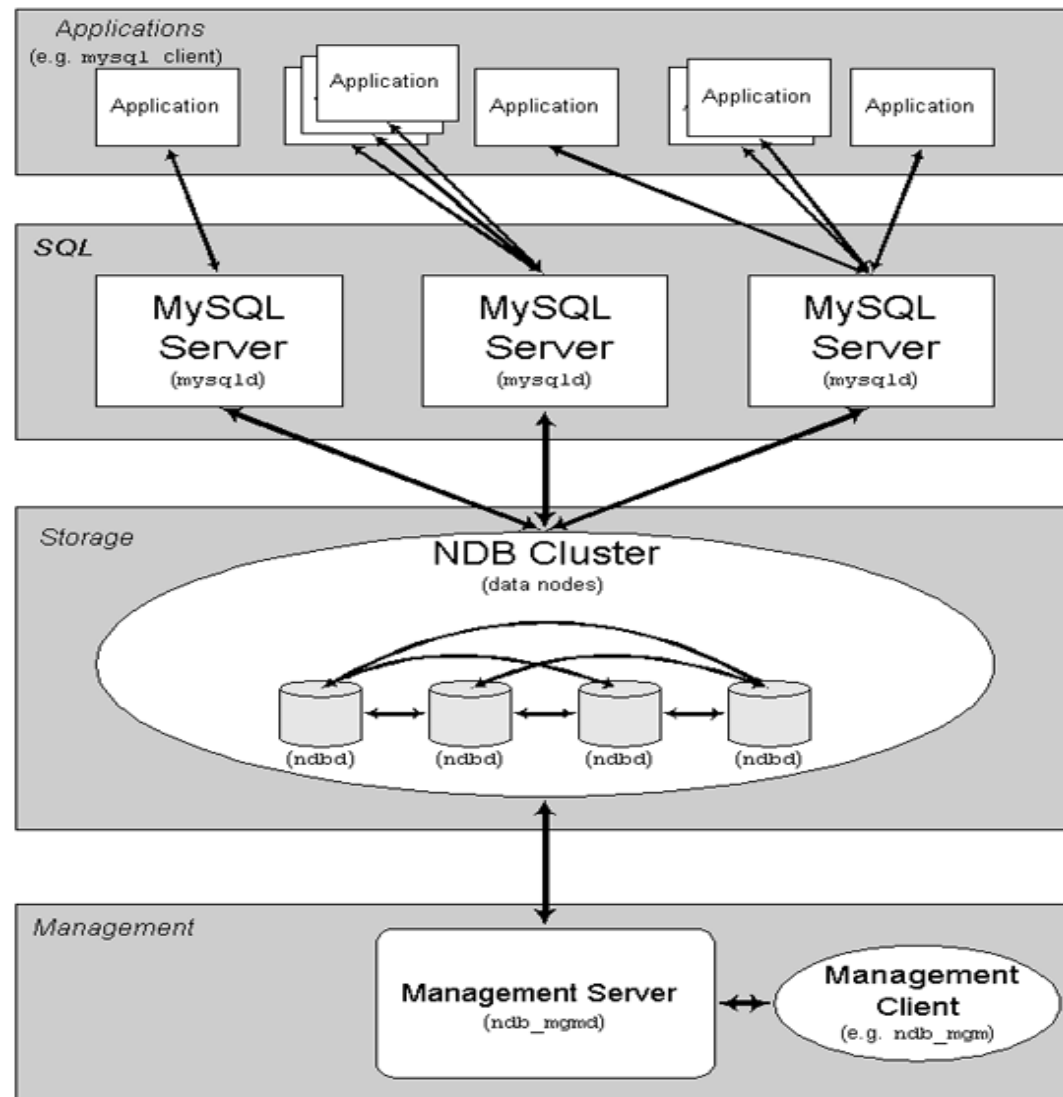 Applications
(e.g. mysql client)
Application
Application
Application
Application
Application
SQL
MySQL
Server
(mysqld)
MySQL
Server
(mysqld)
MySQL
Server
(mysqld)
Storage
NDB Cluster
(data nodes)
(ndbd)
(ndbd)
(ndbd)
(ndbd)
Management
Management Server
(ndb_mgmd)
Management
Client
(e.g. ndb_mgm)